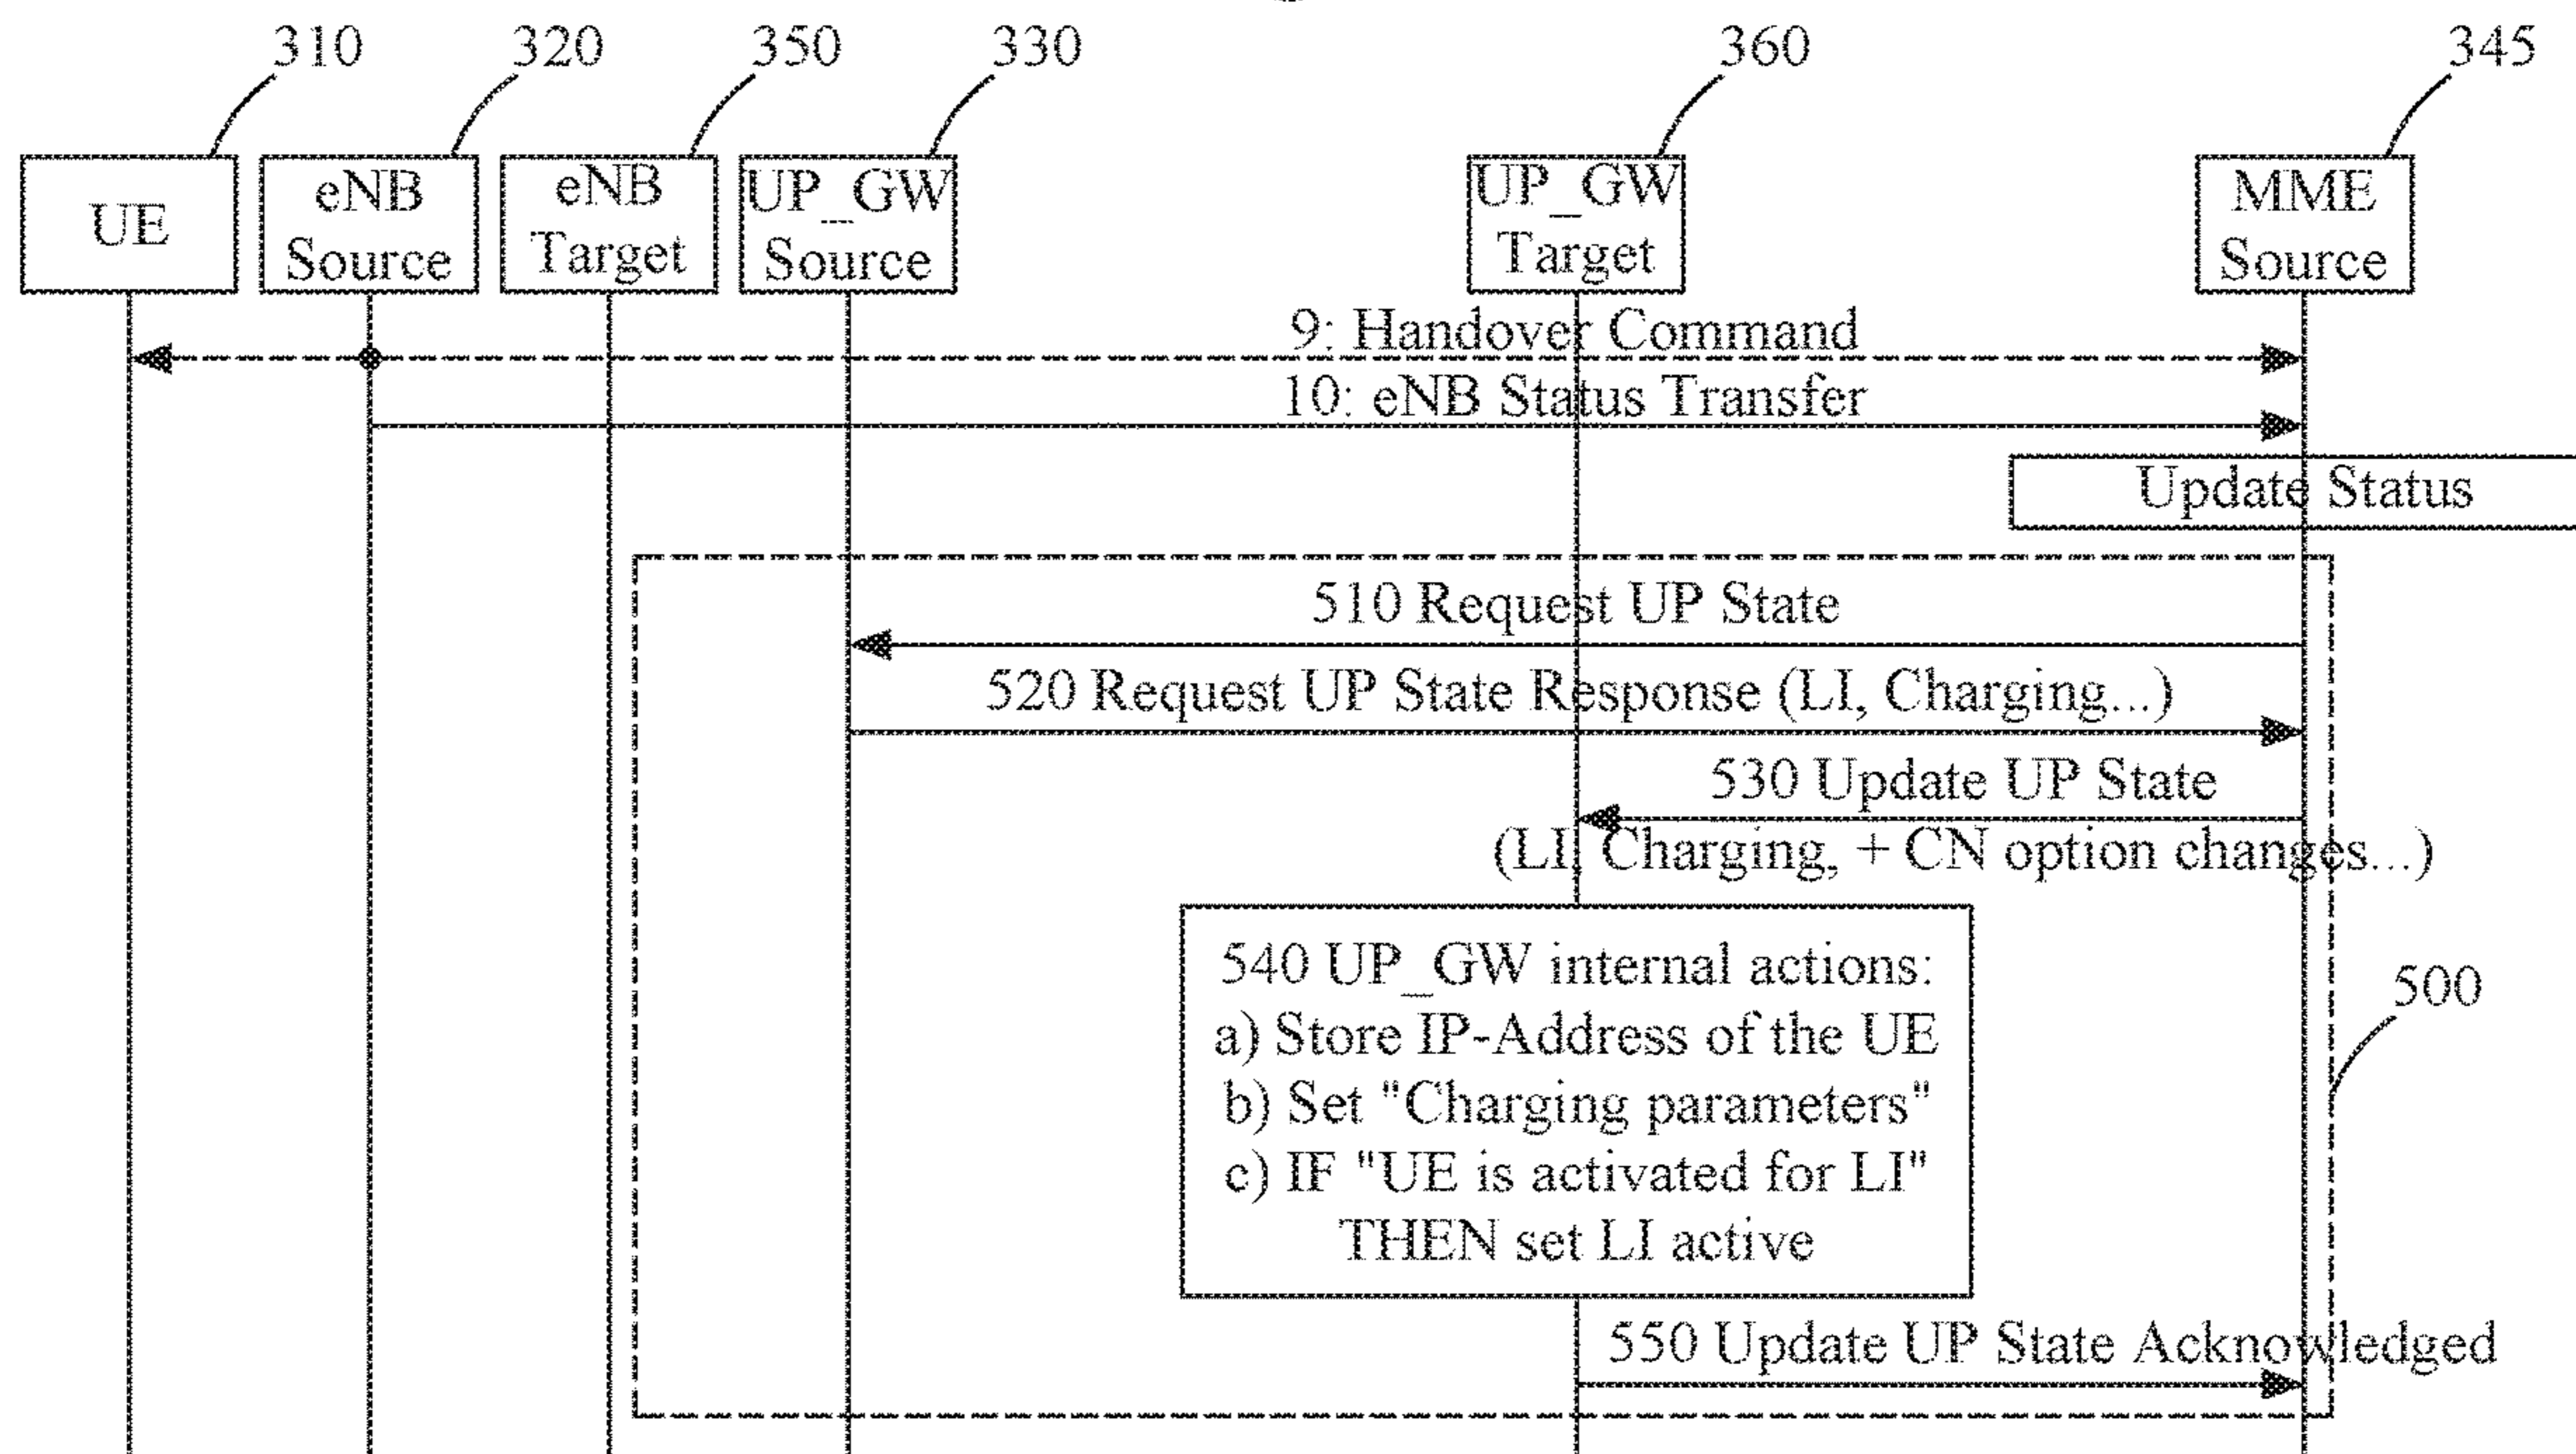 310
320
350
330
360
345
UE
eNB
Source
eNB
Target
UP_GW
Source
UP_GW
Target
MME
Source
9: Handover Command
10: eNB Status Transfer
Update Status
510 Request UP State
520 Request UP State Response (LI, Charging...)
530 Update UP State
(LI, Charging, + CN option changes...)
540 UP_GW internal actions:
a) Store IP-Address of the UE
b) Set "Charging parameters"
c) IF "UE is activated for LI"
THEN set LI active
500
550 Update UP State Acknowledged